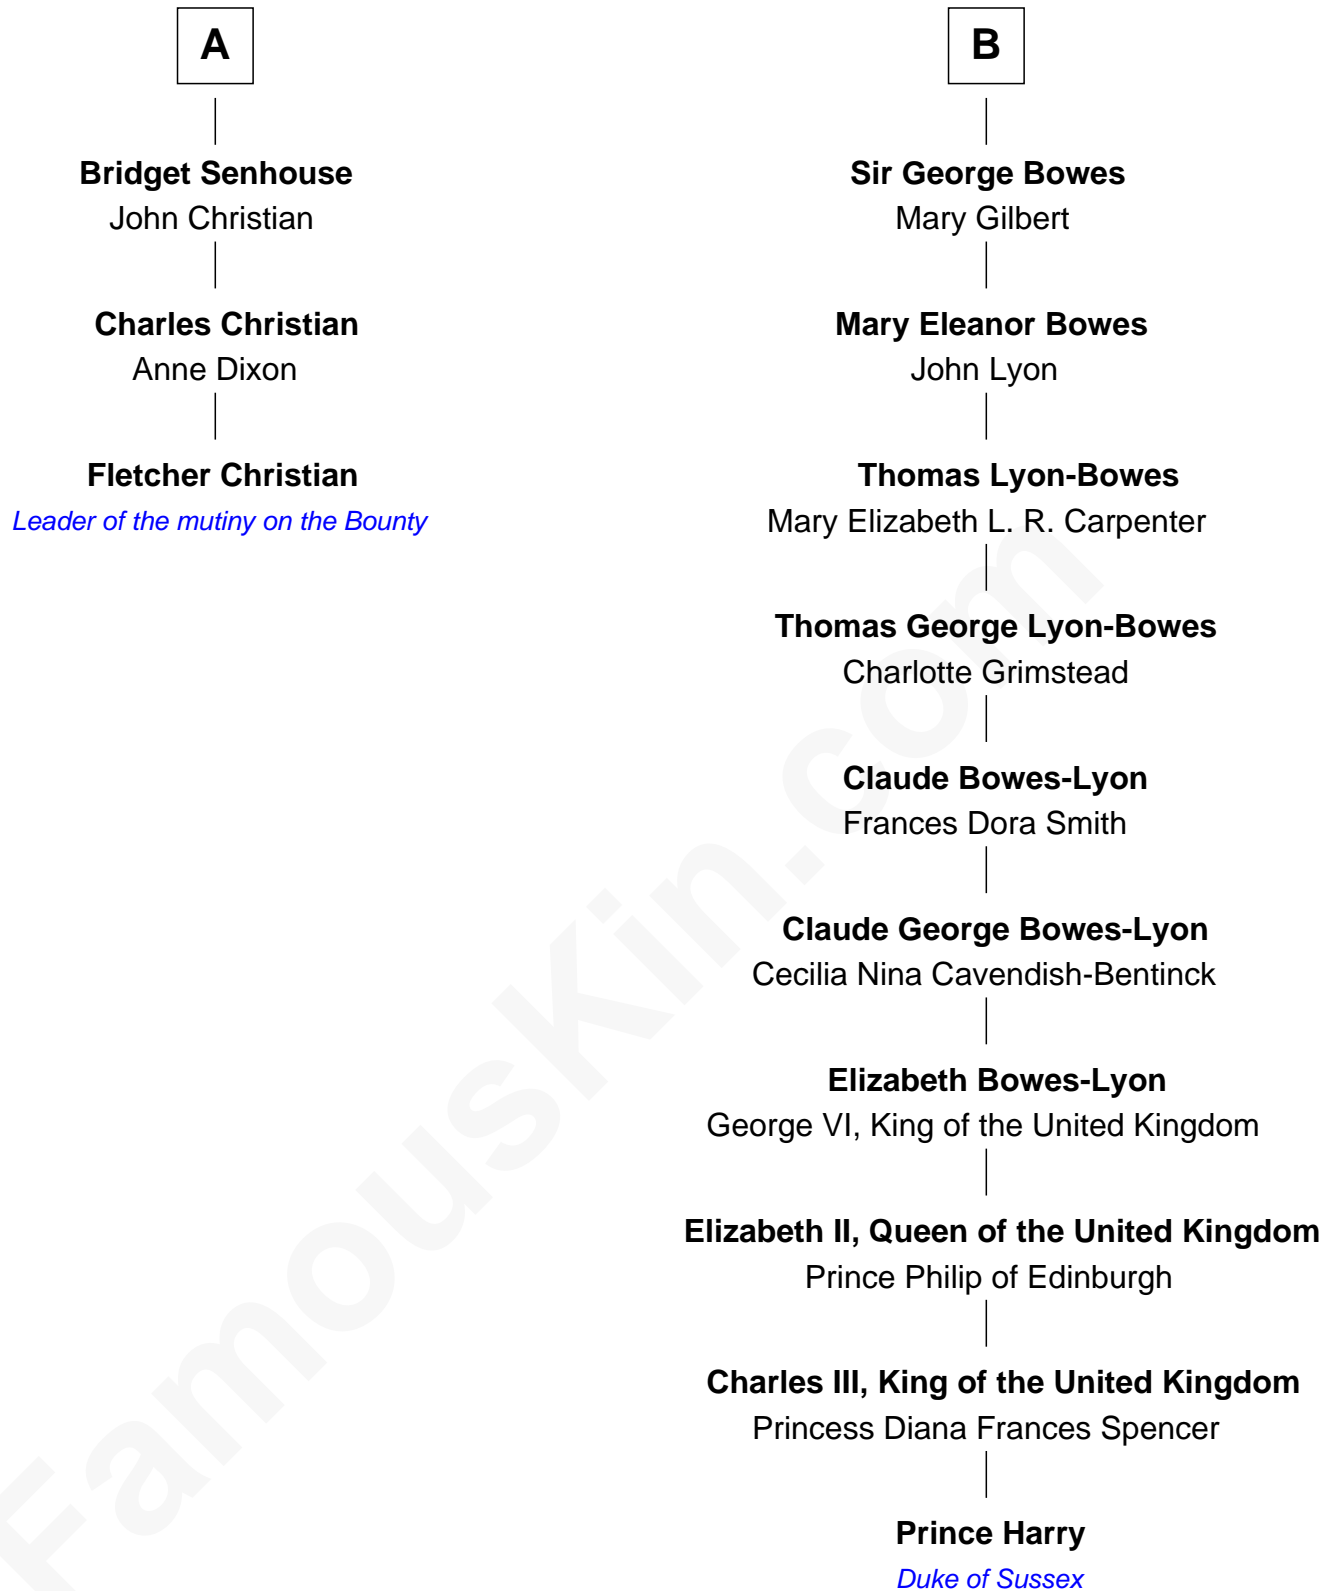 A
Bridget Senhouse
John Christian
Charles Christian
Anne Dixon
Fletcher Christian
Leader of the mutiny on the Bounty
B
Sir George Bowes
Mary Gilbert
Mary Eleanor Bowes
John Lyon
Thomas Lyon-Bowes
Mary Elizabeth L. R. Carpenter
Thomas George Lyon-Bowes
Charlotte Grimstead
Claude Bowes-Lyon
Frances Dora Smith
Claude George Bowes-Lyon
Cecilia Nina Cavendish-Bentinck
Elizabeth Bowes-Lyon
George VI, King of the United Kingdom
Elizabeth II, Queen of the United Kingdom
Prince Philip of Edinburgh
Charles III, King of the United Kingdom
Princess Diana Frances Spencer
Prince Harry
Duke of Sussex
FamousKin.com